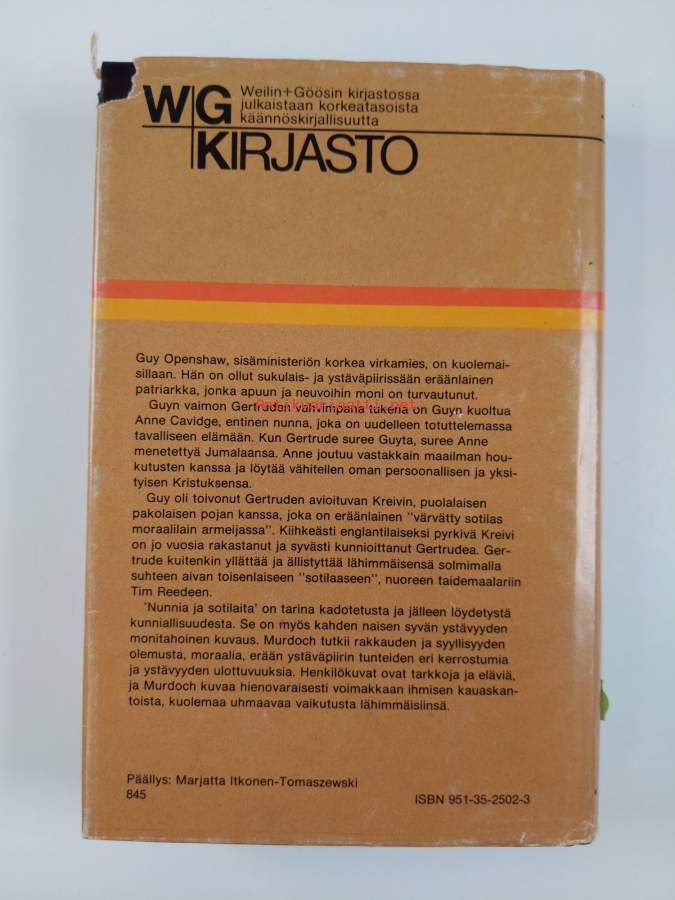 WG
KIRJASTO
Weilin+Göösin kirjastossa
julkaistaan korkeatasoista
käännöskirjallisuutta
Guy Openshaw, sisäministeriön korkea virkamies, on kuolemai-
sillaan. Hän on ollut sukulais- ja ystäväpiirissään eräänlainen
patriarkka, jonka apuun ja neuvoihin moni on turvautunut.
Guyn vaimon Gertruden vahvimpana tukena on Guyn kuoltua
Antikvariaatti.net
Anne Cavidge, entinen nunna, joka on uudelleen totuttelemassa
tavalliseen elämään. Kun Gertrude suree Guyta, suree Anne
menetettyä Jumalaansa. Anne joutuu vastakkain maailman hou-
kutusten kanssa ja löytää vähitellen oman persoonallisen ja yksi-
tyisen Kristuksensa.
Guy oli toivonut Gertruden avioituvan Kreivin, puolalaisen
pakolaisen pojan kanssa, joka on eräänlainen ''värvätty sotilas
moraalilain armeijassa''. Kiihkeästi englantilaiseksi pyrkivä Kreivi
on jo vuosia rakastanut ja syvästi kunnioittanut Gertrudea. Ger-
trude kuitenkin yllättää ja ällistyttää lähimmäisensä solmimalla
suhteen aivan toisenlaiseen ''sotilaaseen'', nuoreen taidemaalariin
Tim Reedeen.
'Nunnia ja sotilaita' on tarina kadotetusta ja jälleen löydetystä
kunniallisuudesta. Se on myös kahden naisen syvän ystävyyden
monitahoinen kuvaus. Murdoch tutkii rakkauden ja syyllisyyden
olemusta, moraalia, erään ystäväpiirin tunteiden eri kerrostumia
ja ystävyyden ulottuvuuksia. Henkilökuvat ovat tarkkoja ja eläviä,
ja Murdoch kuvaa hienovaraisesti voimakkaan ihmisen kauaskan-
toista, kuolemaa uhmaavaa vaikutusta lähimmäisiinsä.
Päällys: Marjatta Itkonen-Tomaszewski
845
ISBN 951-35-2502-3